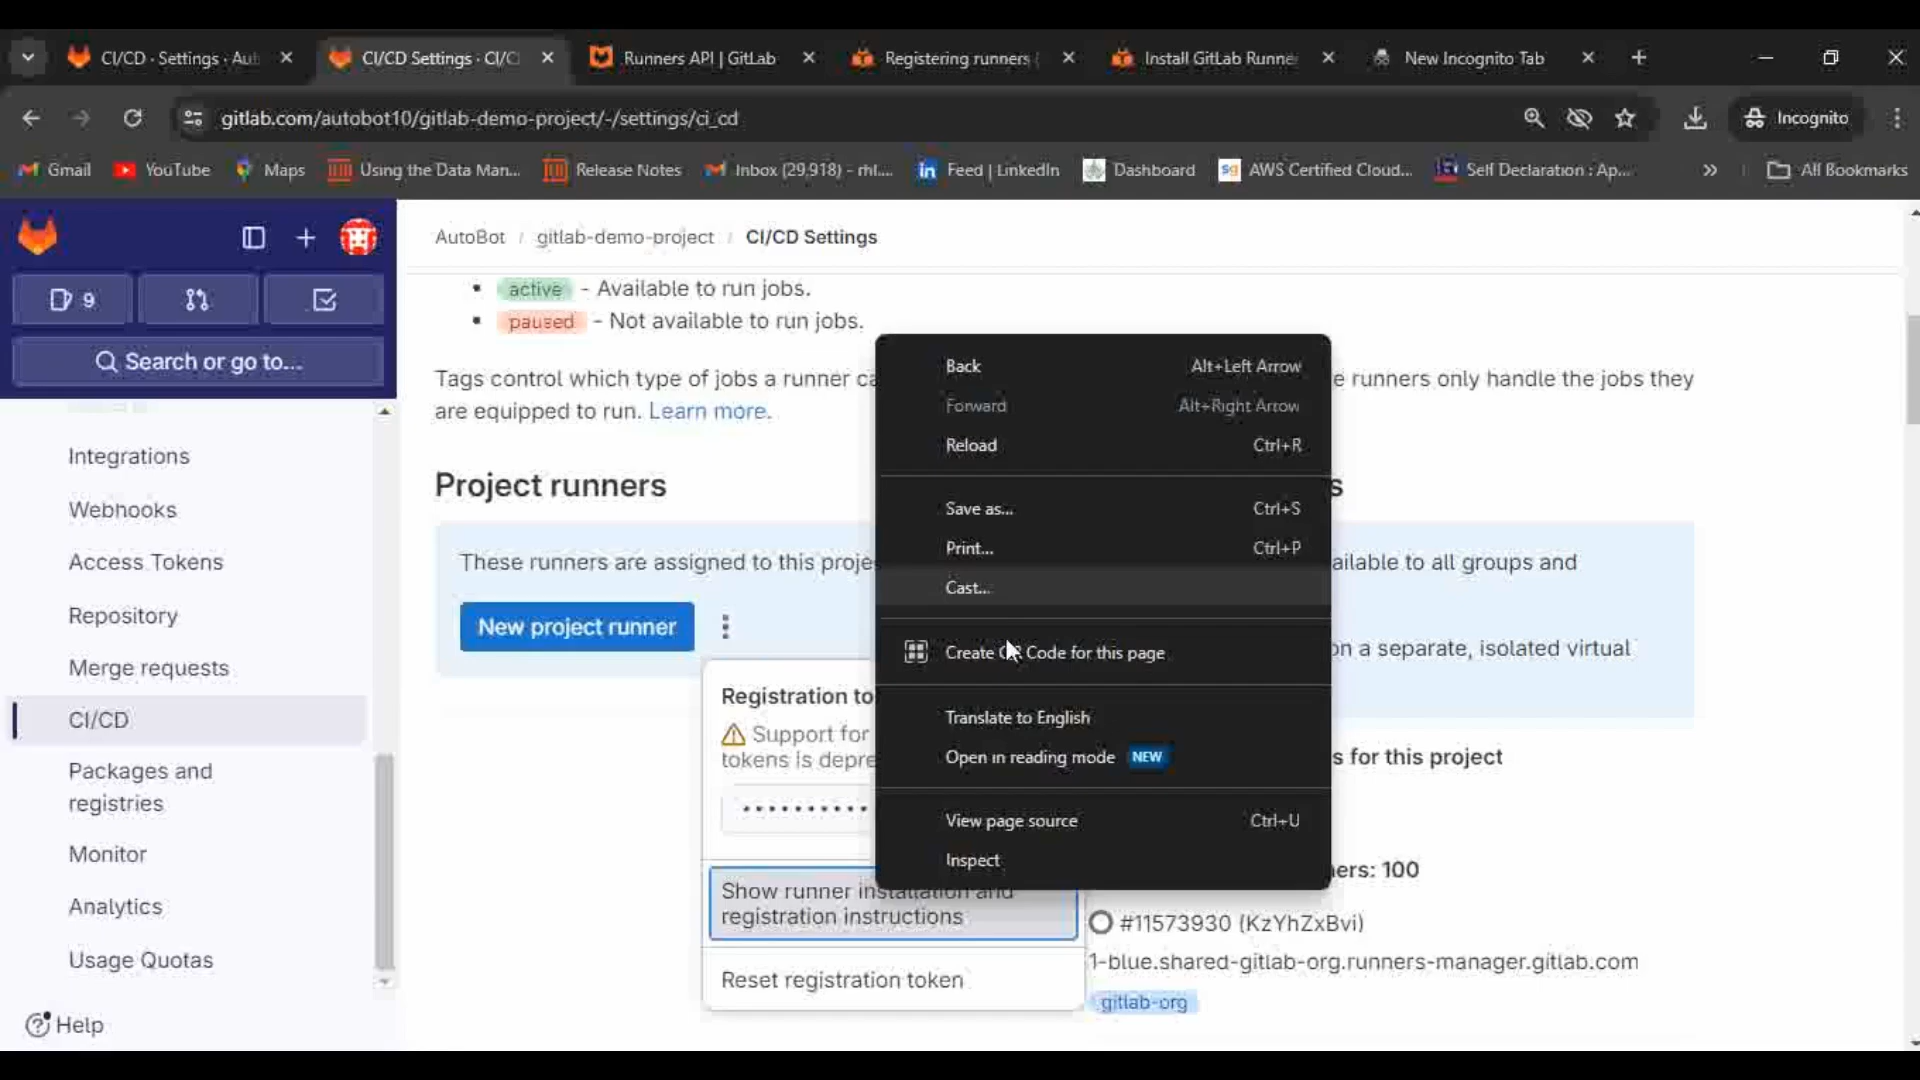 CI/CD · Settings · Aut
CI/CD Settings · CI/C
Runners API | GitLab
Registering runners |
Install GitLab Runne
New Incognito Tab
gitlab.com/autobot10/gitlab-demo-project/-/settings/ci_cd
Incognito
Gmail
YouTube
Maps
Using the Data Man...
Release Notes
Inbox (29,918) - rhl....
Feed | LinkedIn
Dashboard
AWS Certified Cloud...
Self Declaration : Ap...
All Bookmarks
9
Search or go to...
Integrations
Webhooks
Access Tokens
Repository
Merge requests
CI/CD
Packages and
registries
Monitor
Analytics
Usage Quotas
Help
AutoBot / gitlab-demo-project / CI/CD Settings
active - Available to run jobs.
paused - Not available to run jobs.
Tags control which type of jobs a runner ca e runners only handle the jobs they
are equipped to run. Learn more.
Project runners
s
These runners are assigned to this proje
ailable to all groups and
New project runner
on a separate, isolated virtual
Registration to
Support for
tokens is depre
Show runner installation and
registration instructions
Reset registration token
Back Alt+Left Arrow
Forward Alt+Right Arrow
Reload Ctrl+R
Save as... Ctrl+S
Print... Ctrl+P
Cast...
Create QR Code for this page
Translate to English
Open in reading mode NEW
View page source Ctrl+U
Inspect
s for this project
ers: 100
#11573930 (KzYhZxBvi)
1-blue.shared-gitlab-org.runners-manager.gitlab.com
gitlab-org